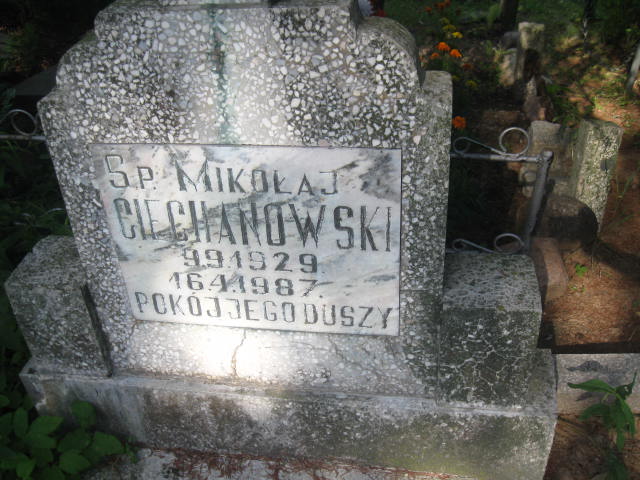 Ś.P. MIKOŁAJ
CIECHANOWSKI
9.9.1929.
16.4.1987.
POKÓJ JEGO DUSZY